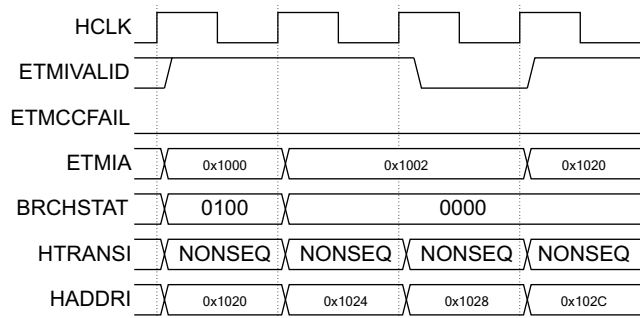 HCLK
ETMIVALID
ETMCCFAIL
ETMIA 0x1000 0x1002 0x1020
BRCHSTAT 0100 0000
HTRANSI NONSEQ NONSEQ NONSEQ NONSEQ
HADDRI 0x1020 0x1024 0x1028 0x102C